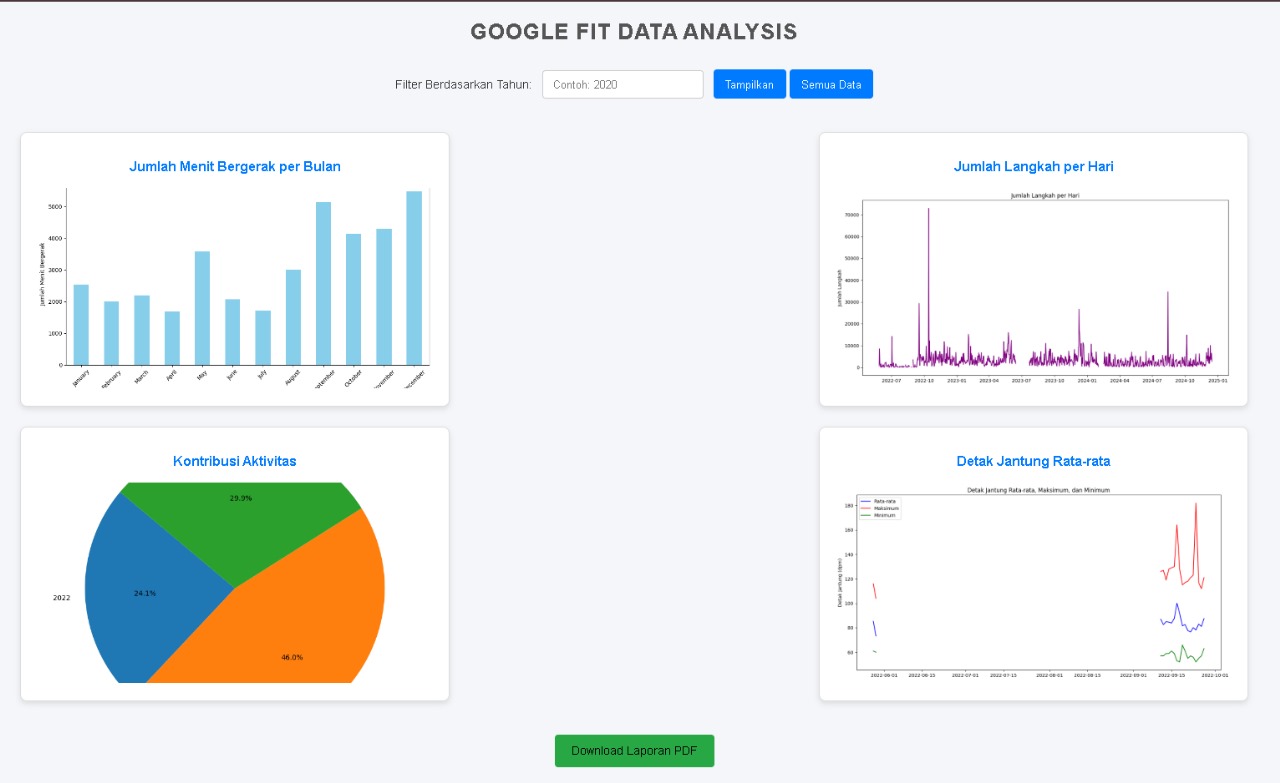 GOOGLE FIT DATA ANALYSIS
Filter Berdasarkan Tahun: Contoh: 2020 Tampilkan Semua Data
Jumlah Menit Bergerak per Bulan
Jumlah Menit Bergerak
5000
4000
3000
2000
1000
0
January
February
March
April
May
June
July
August
eptember
October
ovember
ecember
Jumlah Langkah per Hari
Jumlah Langkah per Hari
Jumlah Langkah
70000
60000
50000
40000
30000
20000
10000
0
2022-07 2022-10 2023-01 2023-04 2023-07 2023-10 2024-01 2024-04 2024-07 2024-10 2025-01
Kontribusi Aktivitas
29.9%
24.1%
2022
46.0%
Detak Jantung Rata-rata
Detak Jantung Rata-rata, Maksimum, dan Minimum
Rata-rata
Maksimum
Minimum
Detak Jantung (bpm)
180
160
140
120
100
80
60
2022-06-01 2022-06-15 2022-07-01 2022-07-15 2022-08-01 2022-08-15 2022-09-01 2022-09-15 2022-10-01
Download Laporan PDF